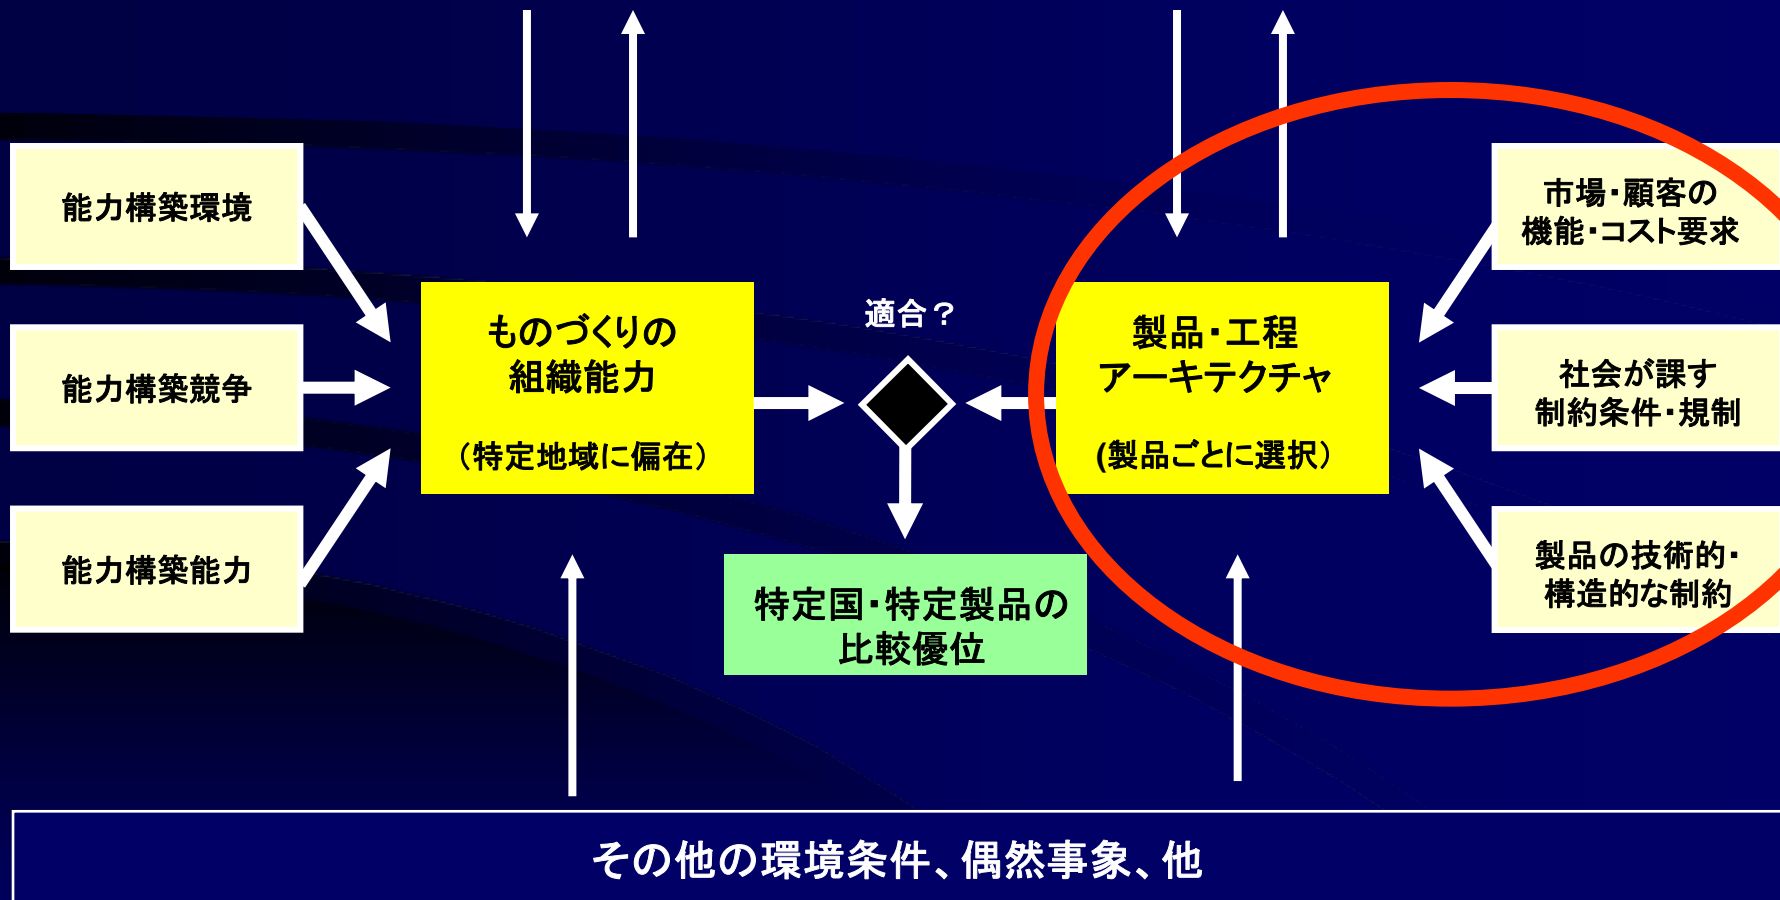 能力構築環境
能力構築競争
能力構築能力
ものづくりの
組織能力
（特定地域に偏在）
適合？
特定国・特定製品の
比較優位
製品・工程
アーキテクチャ
(製品ごとに選択）
市場・顧客の
機能・コスト要求
社会が課す
制約条件・規制
製品の技術的・
構造的な制約
その他の環境条件、偶然事象、他